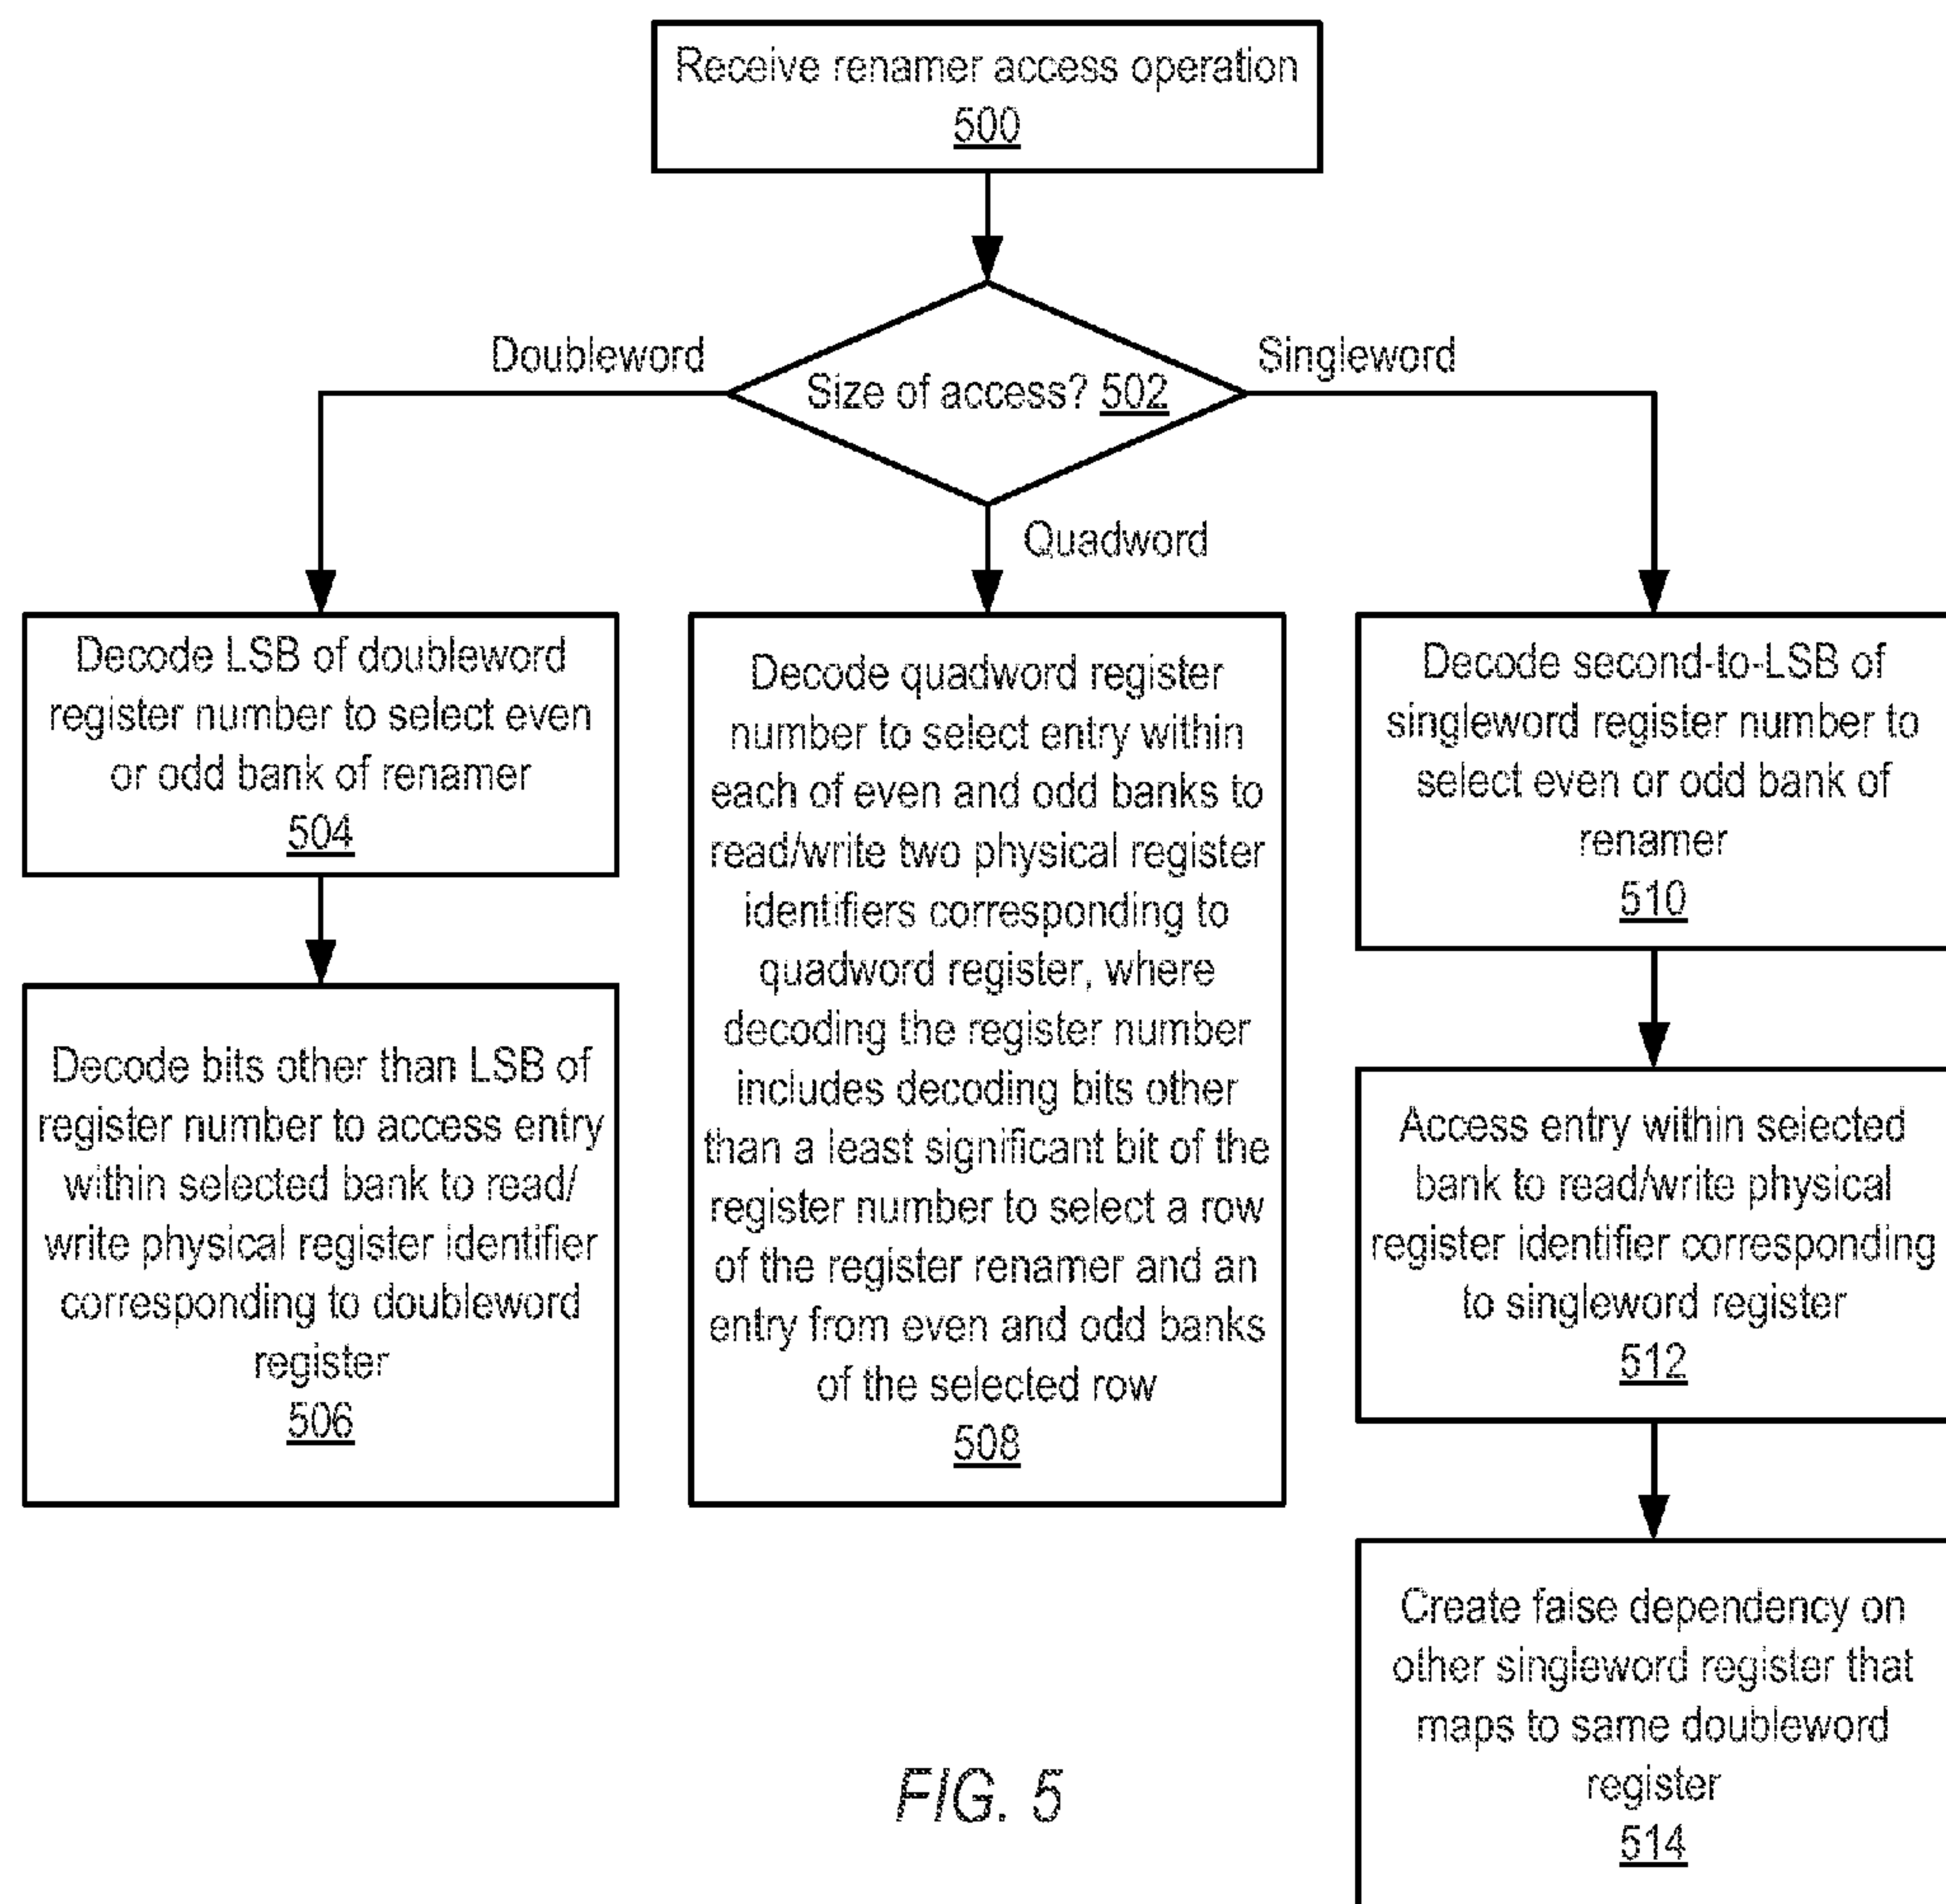 Receive renamer access operation
500
Doubleword
Size of access? 502
Singleword
Quadword
Decode LSB of doubleword
register number to select even
or odd bank of renamer
504
Decode bits other than LSB of
register number to access entry
within selected bank to read/
write physical register identifier
corresponding to doubleword
register
506
Decode quadword register
number to select entry within
each of even and odd banks to
read/write two physical register
identifiers corresponding to
quadword register, where
decoding the register number
includes decoding bits other
than a least significant bit of the
register number to select a row
of the register renamer and an
entry from even and odd banks
of the selected row
508
Decode second-to-LSB of
singleword register number to
select even or odd bank of
renamer
510
Access entry within selected
bank to read/write physical
register identifier corresponding
to singleword register
512
Create false dependency on
other singleword register that
maps to same doubleword
register
514
FIG. 5